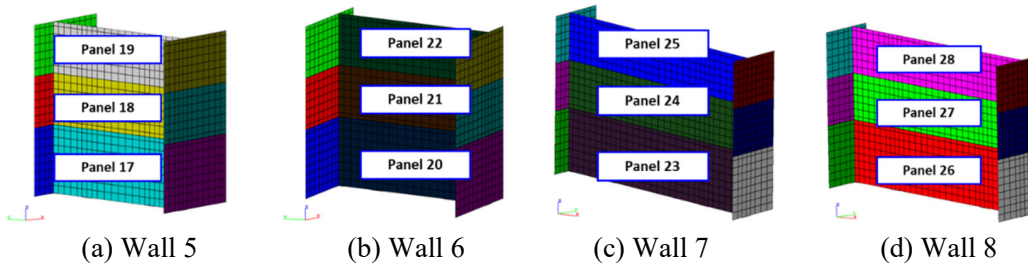 Panel 19
Panel 18
Panel 17
(a) Wall 5
Panel 22
Panel 21
Panel 20
(b) Wall 6
Panel 25
Panel 24
Panel 23
(c) Wall 7
Panel 28
Panel 27
Panel 26
(d) Wall 8